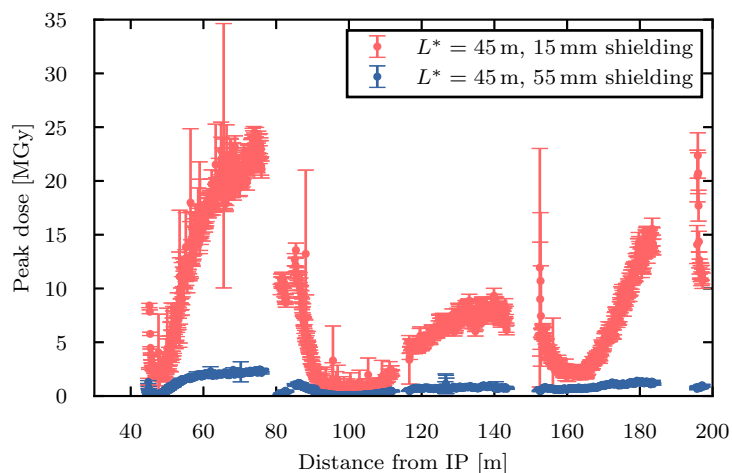 35
30
25
20
15
10
5
0
Peak dose [MGy]
L* = 45 m, 15 mm shielding
L* = 45 m, 55 mm shielding
40 60 80 100 120 140 160 180 200
Distance from IP [m]